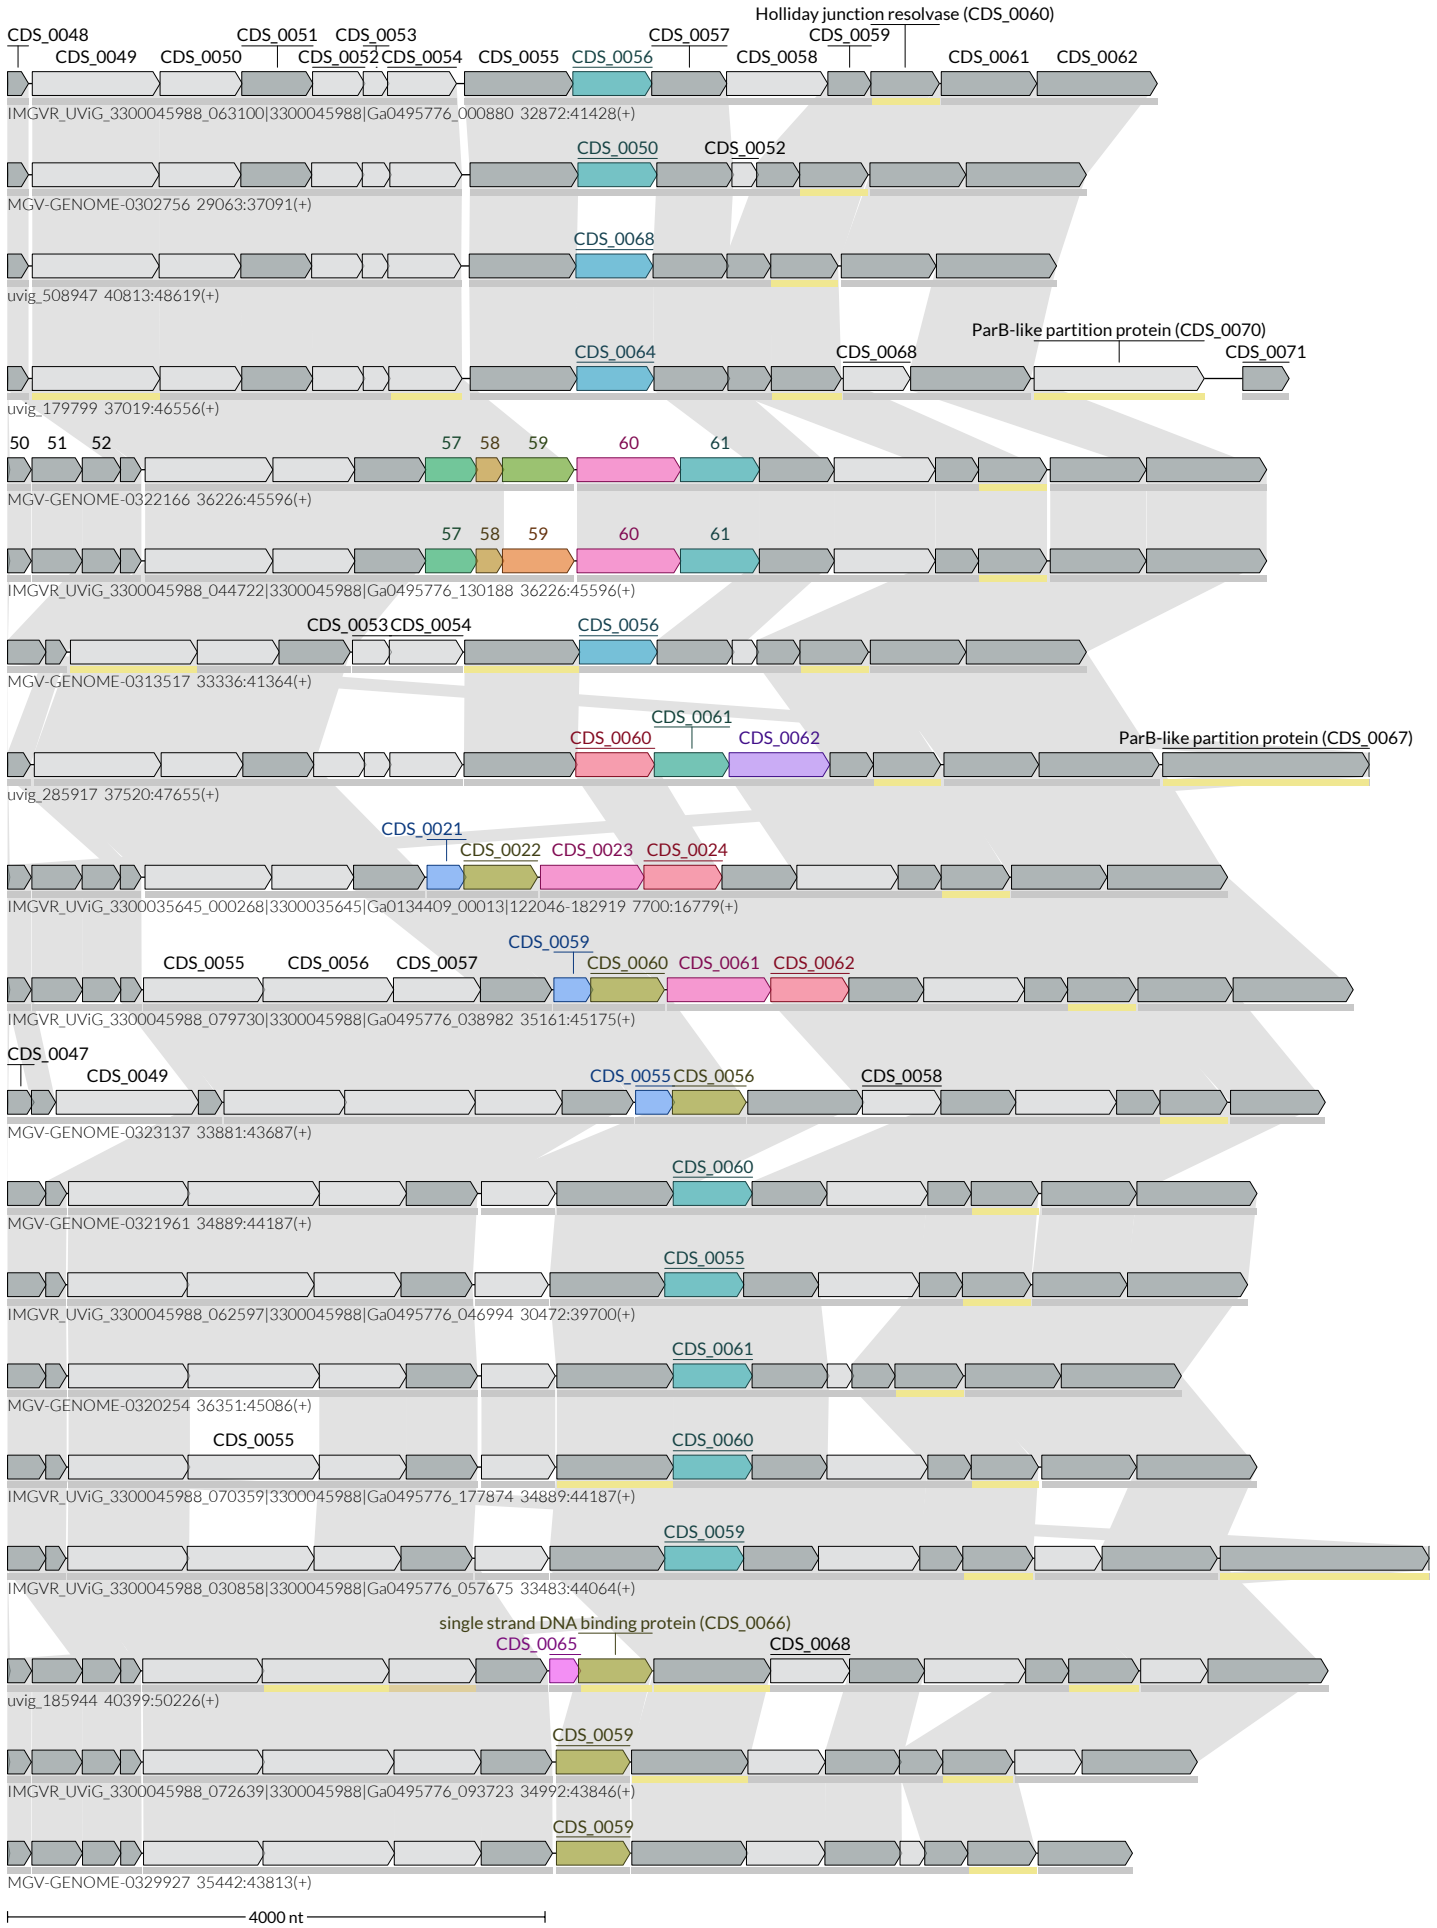 Holliday junction resolvase (CDS_0060)
CDS_0048 CDS_0051 CDS_0053 CDS_0057 CDS_0059
CDS_0049 CDS_0050 CDS_0052 CDS_0054 CDS_0055 CDS_0056 CDS_0058 CDS_0061 CDS_0062
IMGVR_UViG_3300045988_063100|3300045988|Ga0495776_000880 32872:41428(+)
CDS_0050 CDS_0052
MGV-GENOME-0302756 29063:37091(+)
CDS_0068
uvig_508947 40813:48619(+)
ParB-like partition protein (CDS_0070)
CDS_0064 CDS_0068 CDS_0071
uvig_179799 37019:46556(+)
50 51 52 57 58 59 60 61
MGV-GENOME-0322166 36226:45596(+)
57 58 59 60 61
IMGVR_UViG_3300045988_044722|3300045988|Ga0495776_130188 36226:45596(+)
CDS_0053 CDS_0054 CDS_0056
MGV-GENOME-0313517 33336:41364(+)
CDS_0061
CDS_0060 CDS_0062 ParB-like partition protein (CDS_0067)
uvig_285917 37520:47655(+)
CDS_0021
CDS_0022 CDS_0023 CDS_0024
IMGVR_UViG_3300035645_000268|3300035645|Ga0134409_00013|122046-182919 7700:16779(+)
CDS_0059
CDS_0055 CDS_0056 CDS_0057 CDS_0060 CDS_0061 CDS_0062
IMGVR_UViG_3300045988_079730|3300045988|Ga0495776_038982 35161:45175(+)
CDS_0047
CDS_0049 CDS_0055 CDS_0056 CDS_0058
MGV-GENOME-0323137 33881:43687(+)
CDS_0060
MGV-GENOME-0321961 34889:44187(+)
CDS_0055
IMGVR_UViG_3300045988_062597|3300045988|Ga0495776_046994 30472:39700(+)
CDS_0061
MGV-GENOME-0320254 36351:45086(+)
CDS_0055 CDS_0060
IMGVR_UViG_3300045988_070359|3300045988|Ga0495776_177874 34889:44187(+)
CDS_0059
IMGVR_UViG_3300045988_030858|3300045988|Ga0495776_057675 33483:44064(+)
single strand DNA binding protein (CDS_0066)
CDS_0065 CDS_0068
uvig_185944 40399:50226(+)
CDS_0059
IMGVR_UViG_3300045988_072639|3300045988|Ga0495776_093723 34992:43846(+)
CDS_0059
MGV-GENOME-0329927 35442:43813(+)
4000 nt